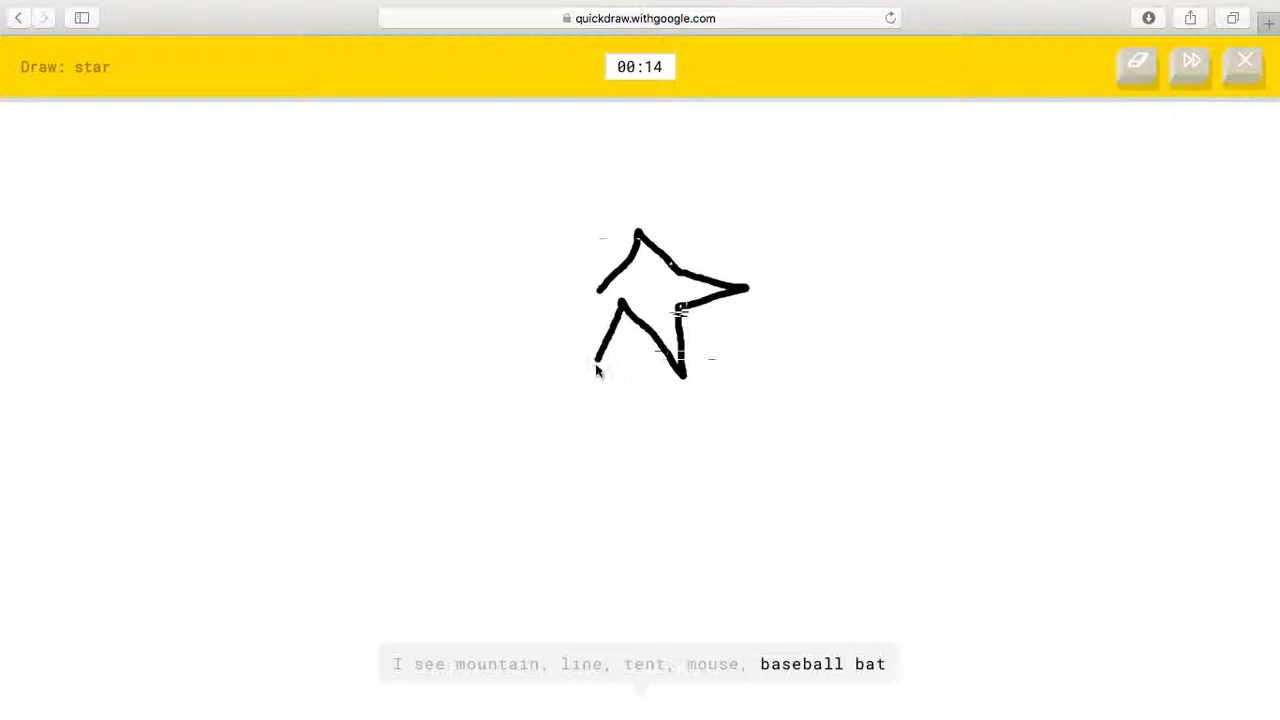 quickdraw.withgoogle.com
Draw: star
00:14
I see mountain, line, tent, mouse, baseball bat